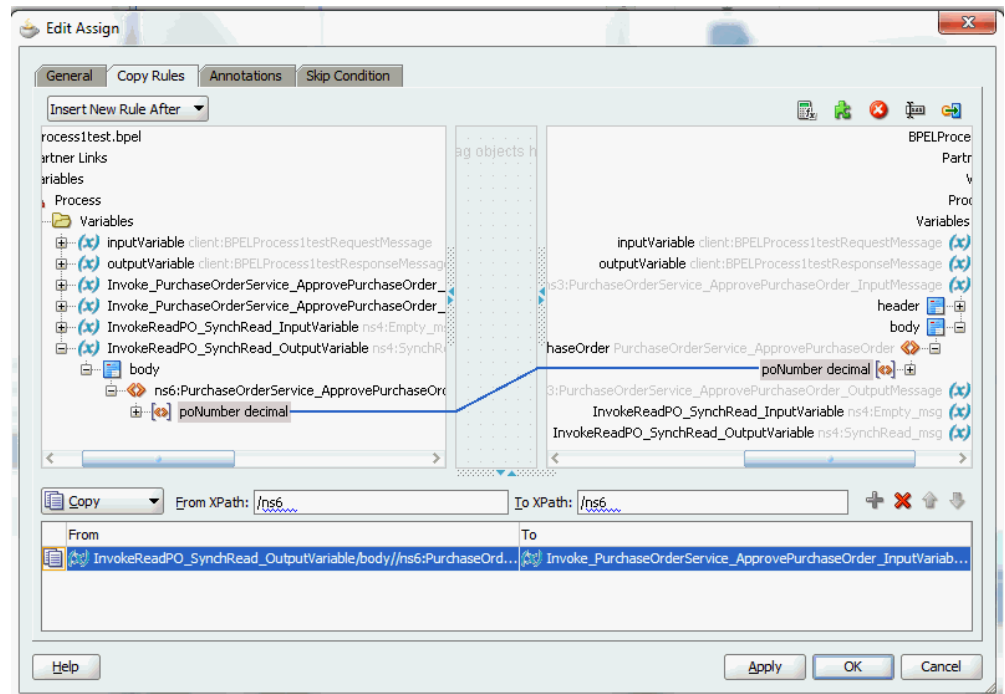 Edit Assign
General Copy Rules Annotations Skip Condition
Insert New Rule After
rocess1test.bpel
artner Links
ariables
Process
Variables
inputVariable client:BPELProcess1testRequestMessage
outputVariable client:BPELProcess1testResponseMessag
Invoke_PurchaseOrderService_ApprovePurchaseOrder_
Invoke_PurchaseOrderService_ApprovePurchaseOrder_
InvokeReadPO_SynchRead_InputVariable ns4:Empty_m
InvokeReadPO_SynchRead_OutputVariable ns4:SynchR
body
ns6:PurchaseOrderService_ApprovePurchaseOrd
poNumber decimal
ag objects h
BPELProce
Partr
V
Proc
Variables
inputVariable client:BPELProcess1testRequestMessage
outputVariable client:BPELProcess1testResponseMessage
ns3:PurchaseOrderService_ApprovePurchaseOrder_InputMessage
header
body
haseOrder PurchaseOrderService_ApprovePurchaseOrder
poNumber decimal
3:PurchaseOrderService_ApprovePurchaseOrder_OutputMessage
InvokeReadPO_SynchRead_InputVariable ns4:Empty_msg
InvokeReadPO_SynchRead_OutputVariable ns4:SynchRead_msg
Copy From XPath: /ns6 To XPath: /ns6
From To
InvokeReadPO_SynchRead_OutputVariable/body//ns6:PurchaseOrd... Invoke_PurchaseOrderService_ApprovePurchaseOrder_InputVariab...
Help Apply OK Cancel